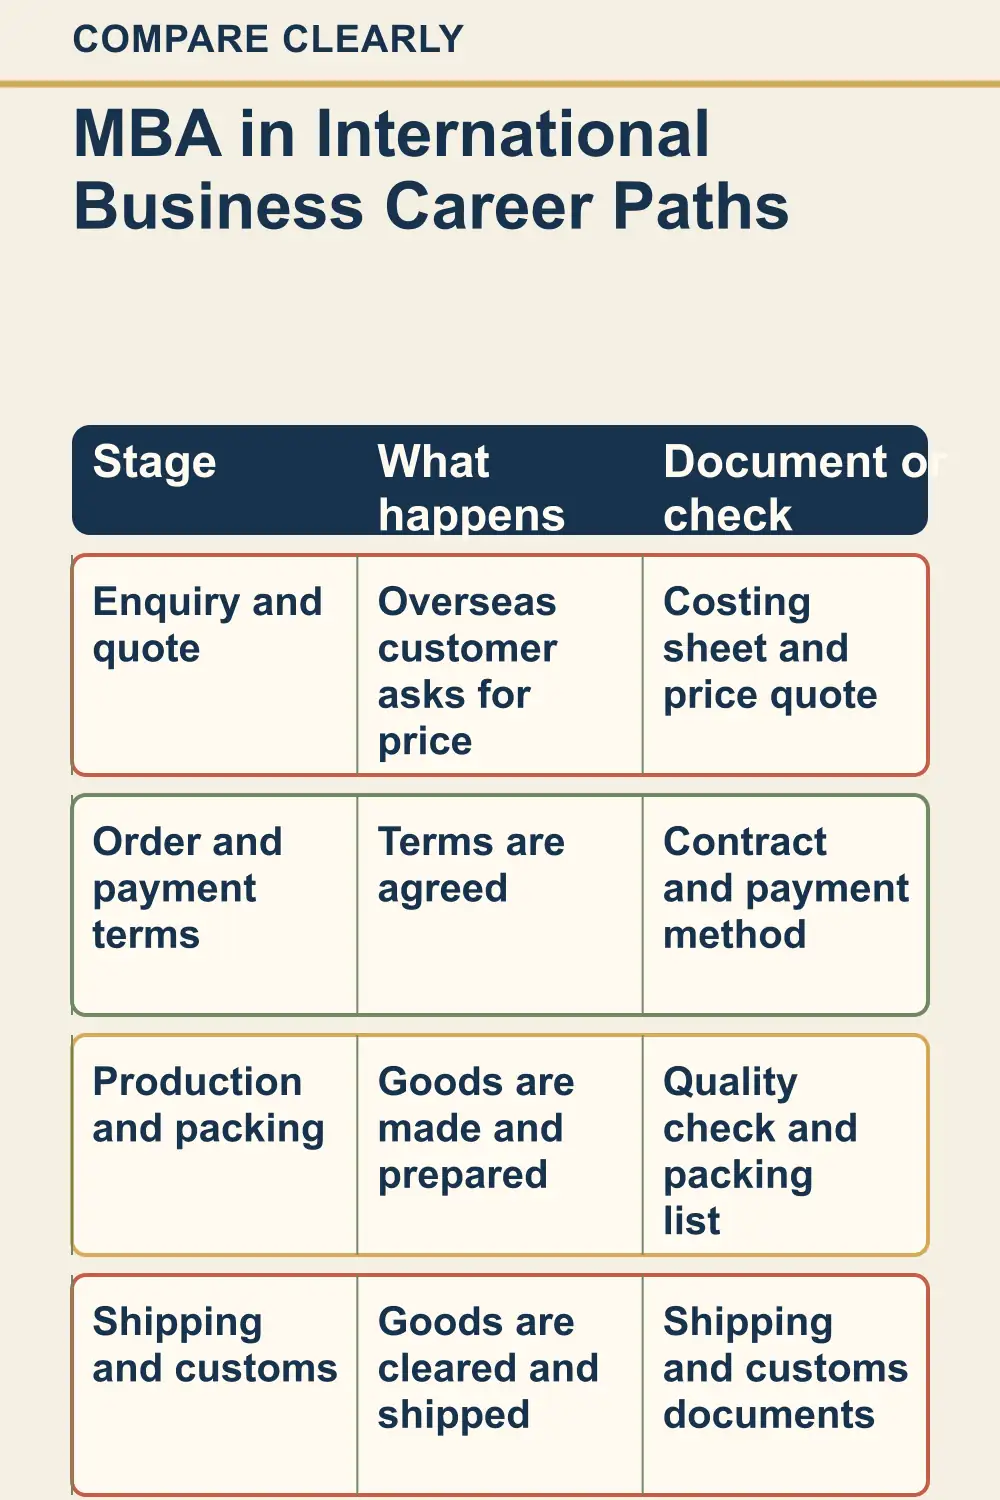 COMPARE CLEARLY
MBA in International
Business Career Paths
Stage
What
happens
Document or
check
Enquiry and
quote
Overseas
customer
asks for
price
Costing
sheet and
price quote
Order and
payment
terms
Terms are
agreed
Contract
and payment
method
Production
and packing
Goods are
made and
prepared
Quality
check and
packing
list
Shipping
and customs
Goods are
cleared and
shipped
Shipping
and customs
documents